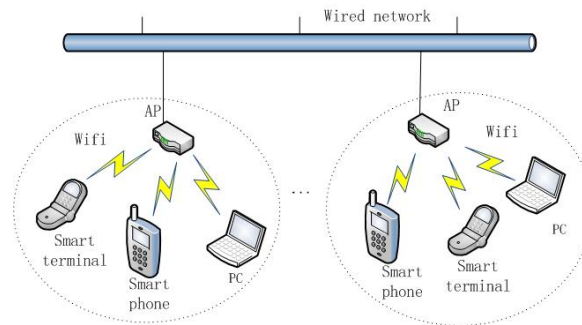 Wired network
AP
Wifi
Smart
terminal
Smart
phone
PC
...
AP
Wifi
Smart
phone
Smart
terminal
PC